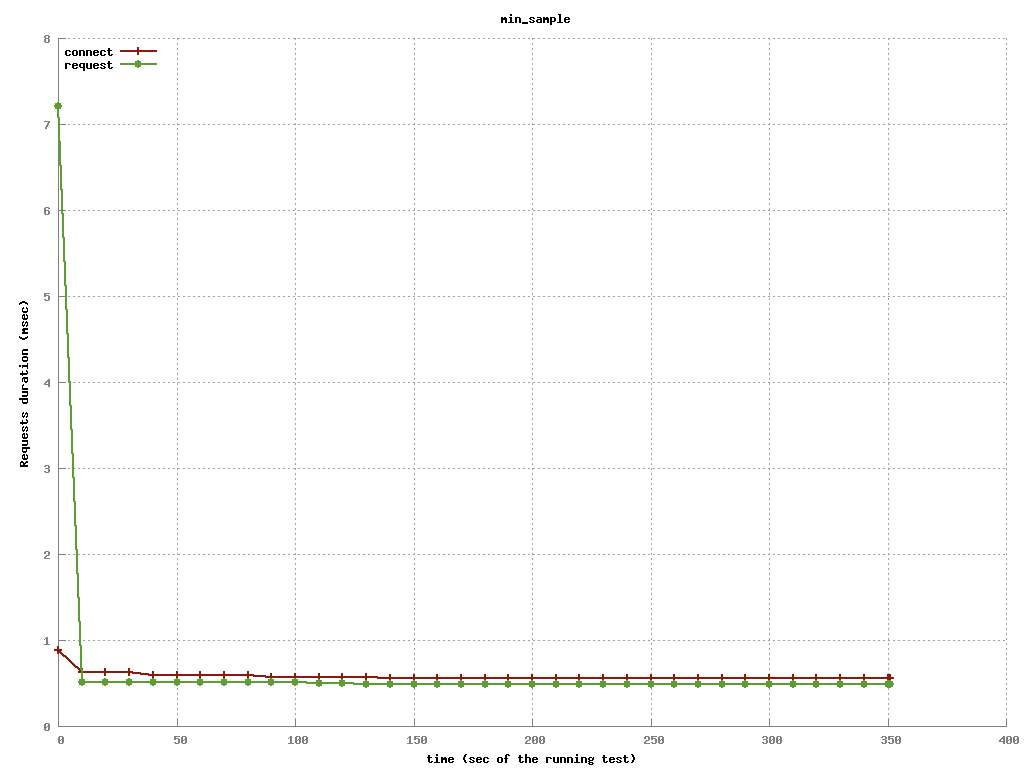 min_sample
connect
request
8
7
6
5
4
3
2
1
0
Requests duration (msec)
0 50 100 150 200 250 300 350 400
time (sec of the running test)